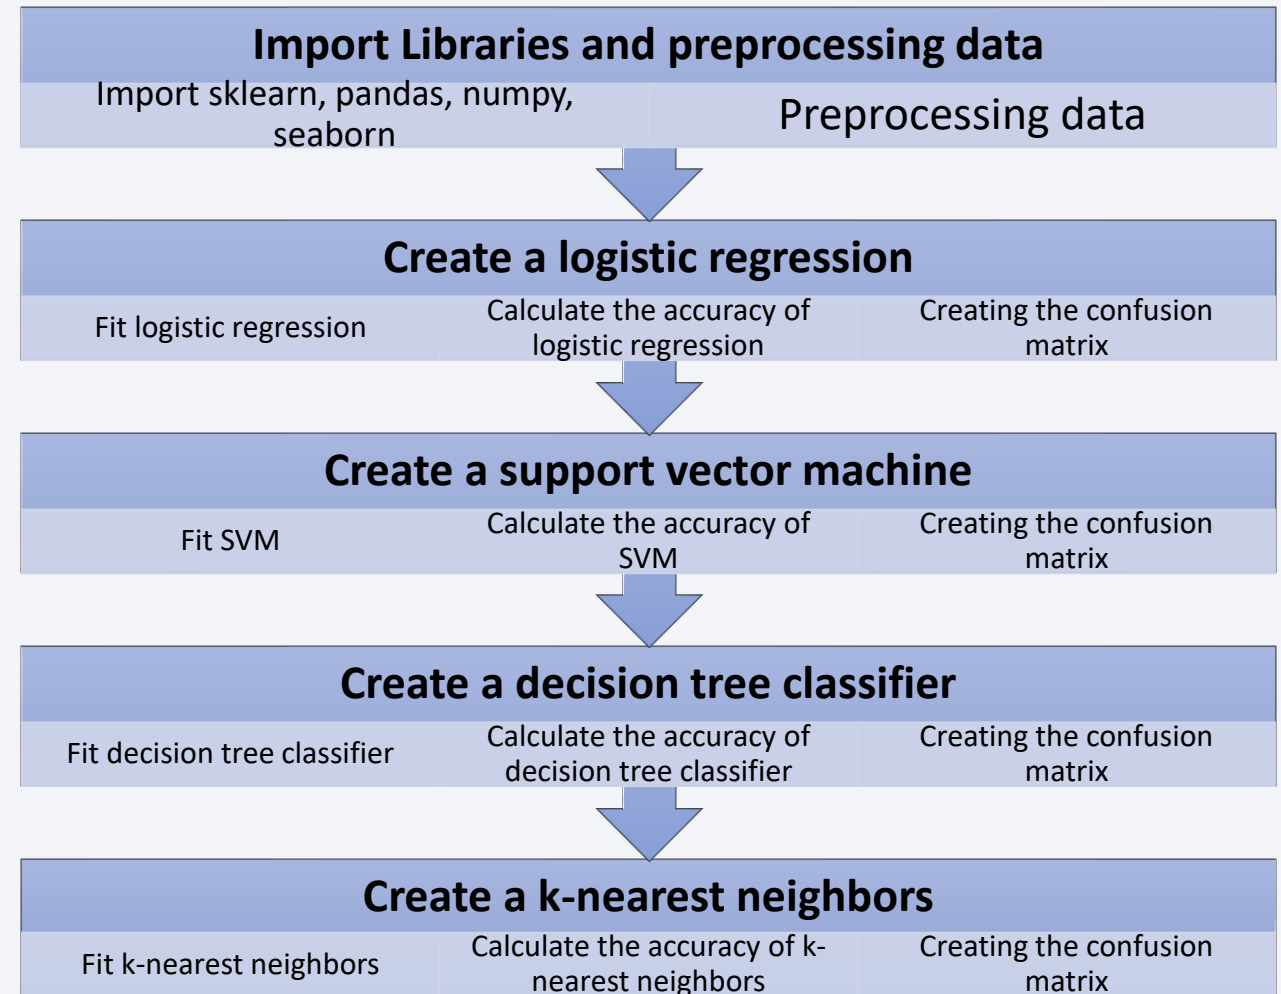 Import Libraries and preprocessing data
Import sklearn, pandas, numpy,
seaborn
Preprocessing data
Create a logistic regression
Fit logistic regression
Calculate the accuracy of
logistic regression
Creating the confusion
matrix
Create a support vector machine
Fit SVM
Calculate the accuracy of
SVM
Creating the confusion
matrix
Create a decision tree classifier
Fit decision tree classifier
Calculate the accuracy of
decision tree classifier
Creating the confusion
matrix
Create a k-nearest neighbors
Fit k-nearest neighbors
Calculate the accuracy of k-
nearest neighbors
Creating the confusion
matrix